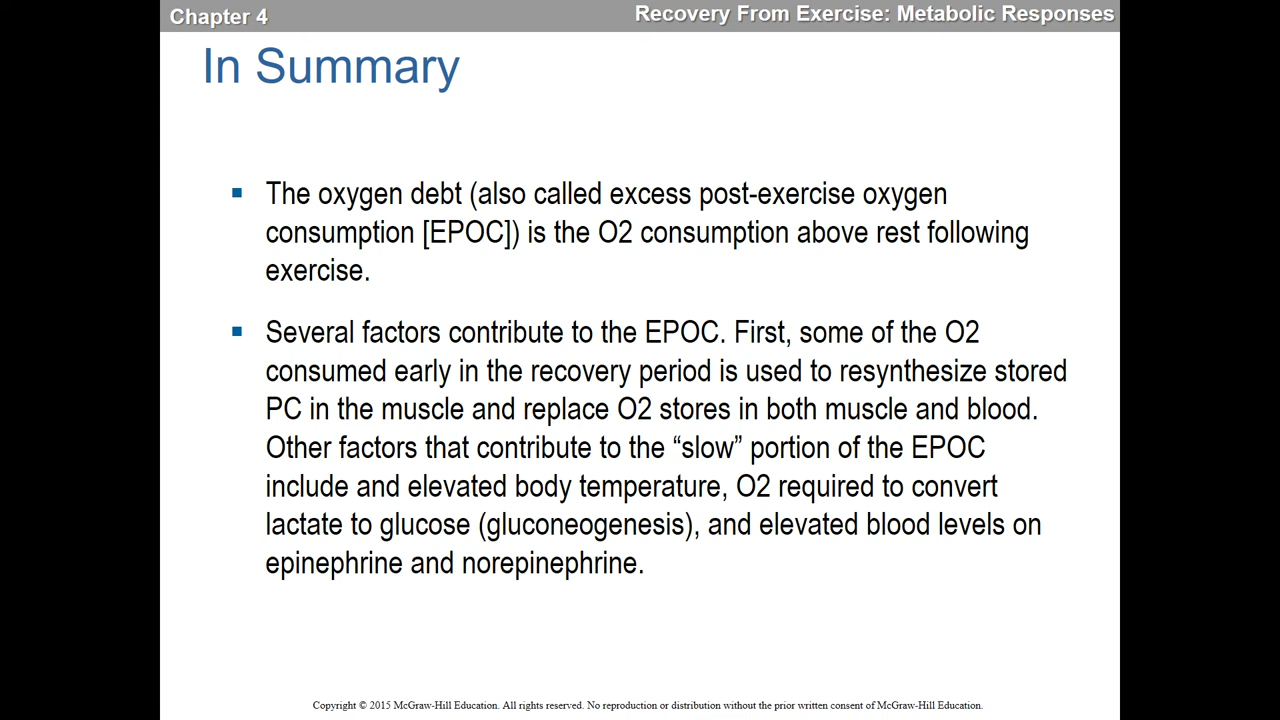 Chapter 4
Recovery From Exercise: Metabolic Responses
In Summary
The oxygen debt (also called excess post-exercise oxygen
consumption [EPOC]) is the O2 consumption above rest following
exercise.
Several factors contribute to the EPOC. First, some of the O2
consumed early in the recovery period is used to resynthesize stored
PC in the muscle and replace O2 stores in both muscle and blood.
Other factors that contribute to the “slow” portion of the EPOC
include and elevated body temperature, O2 required to convert
lactate to glucose (gluconeogenesis), and elevated blood levels on
epinephrine and norepinephrine.
Copyright © 2015 McGraw-Hill Education. All rights reserved. No reproduction or distribution without the prior written consent of McGraw-Hill Education.